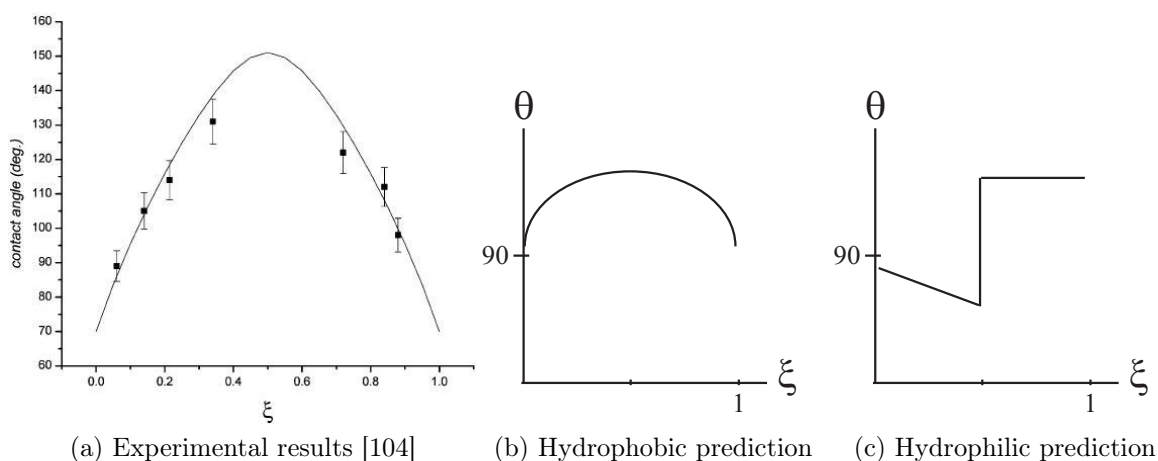 160
150
140
130
120
110
100
90
80
70
60
contact angle (deg.)
0.0 0.2 0.4 0.6 0.8 1.0
ξ
(a) Experimental results [104]
θ
90
1
ξ
(b) Hydrophobic prediction
θ
90
1
ξ
(c) Hydrophilic prediction